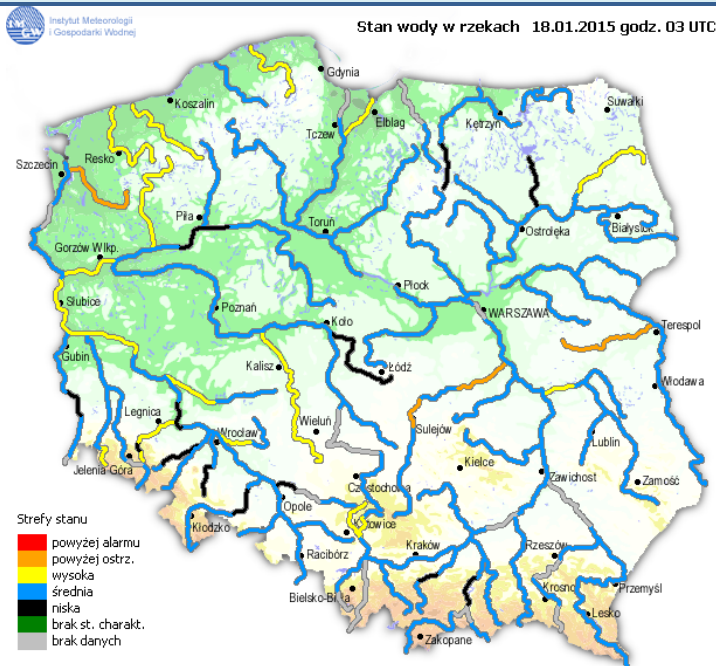 Instytut Meteorologii
i Gospodarki Wodnej
Stan wody w rzekach 18.01.2015 godz. 03 UTC
Gdynia
Koszalin
Suwałki
Elbląg
Kętrzyn
Tczew
Szczecin
Resko
Piła
Toruń
Białystok
Ostrołęka
Gorzów Wlkp.
Płock
Słubice
Poznań
WARSZAWA
Koło
Terespol
Gubin
Kalisz
Łódź
Włodawa
Legnica
Wieluń
Sulejów
Wrocław
Lublin
Jelenia Góra
Kielce
Zawichost
Zamość
Częstochowa
Opole
Kłodzko
Katowice
Racibórz
Kraków
Rzeszów
Bielsko-Biała
Krosno
Przemyśl
Lesko
Zakopane
Strefy stanu
powyżej alarmu
powyżej ostrz.
wysoka
średnia
niska
brak st. charakt.
brak danych